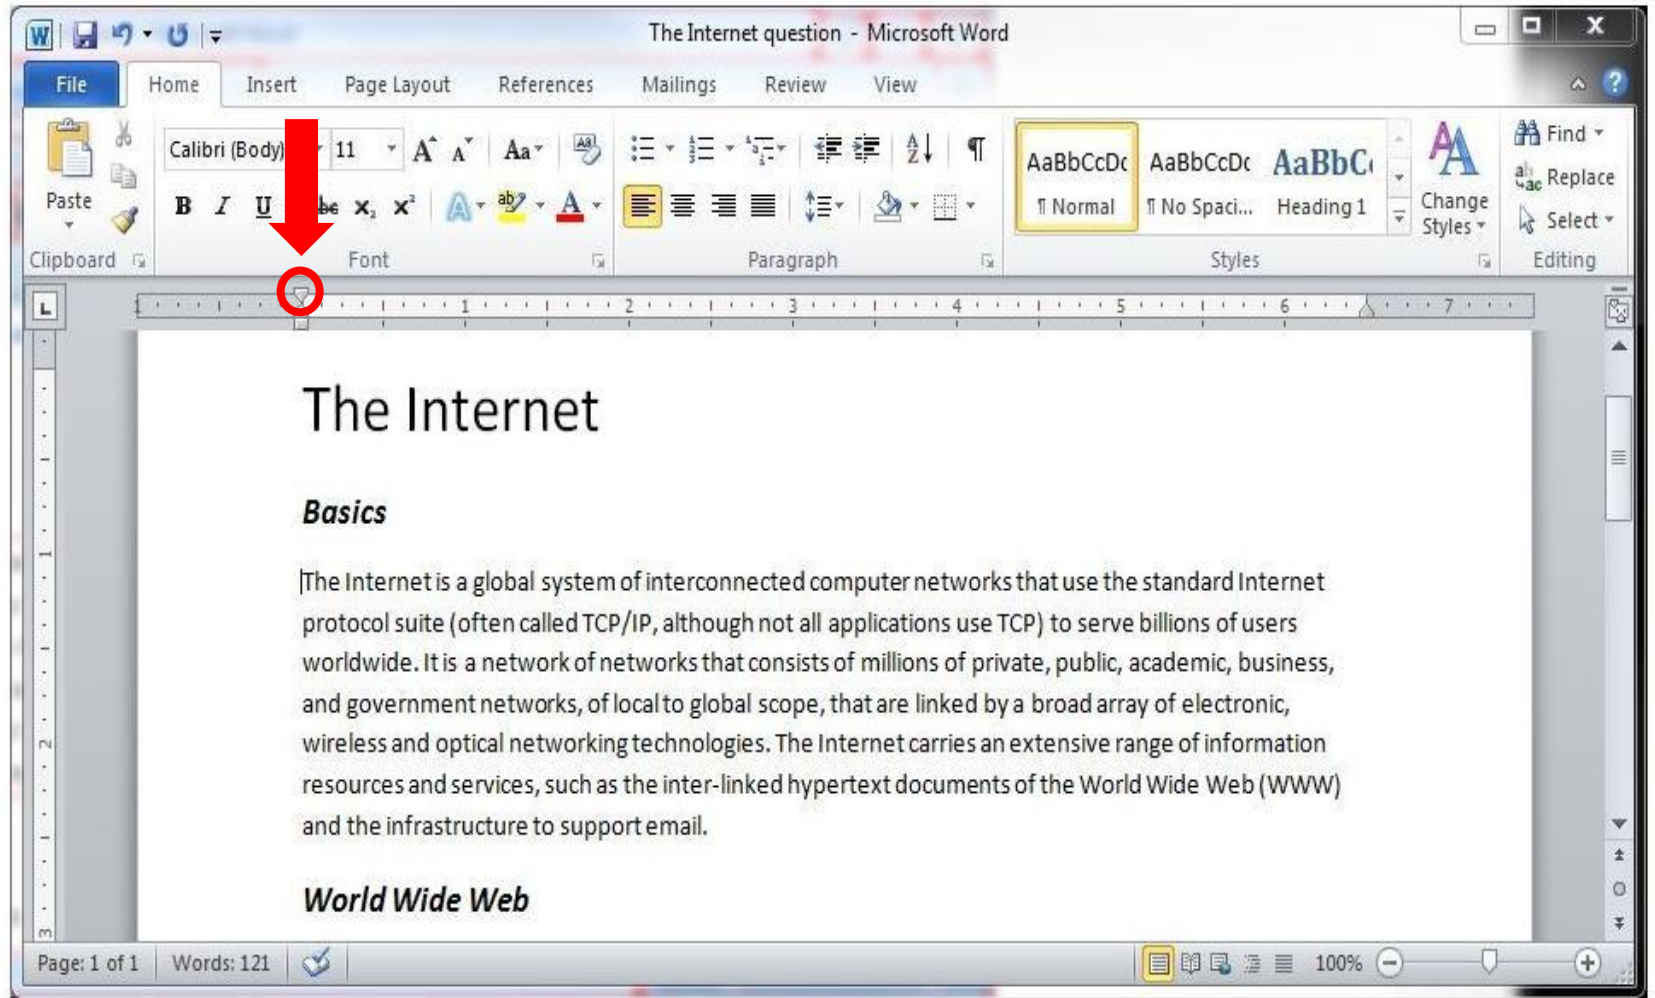 The Internet question - Microsoft Word
File Home Insert Page Layout References Mailings Review View
Calibri (Body) 11 Aa
Paste
B I U abc x₂ x²
AaBbCcDc AaBbCcDc AaBbC
¶ Normal ¶ No Spaci... Heading 1
Change Styles
Find
Replace
Select
Clipboard Font Paragraph Styles Editing
L
1 1 2 3 4 5 6 7
The Internet
Basics
The Internet is a global system of interconnected computer networks that use the standard Internet
protocol suite (often called TCP/IP, although not all applications use TCP) to serve billions of users
worldwide. It is a network of networks that consists of millions of private, public, academic, business,
and government networks, of local to global scope, that are linked by a broad array of electronic,
wireless and optical networking technologies. The Internet carries an extensive range of information
resources and services, such as the inter-linked hypertext documents of the World Wide Web (WWW)
and the infrastructure to support email.
World Wide Web
1
2
3
Page: 1 of 1 Words: 121 100%